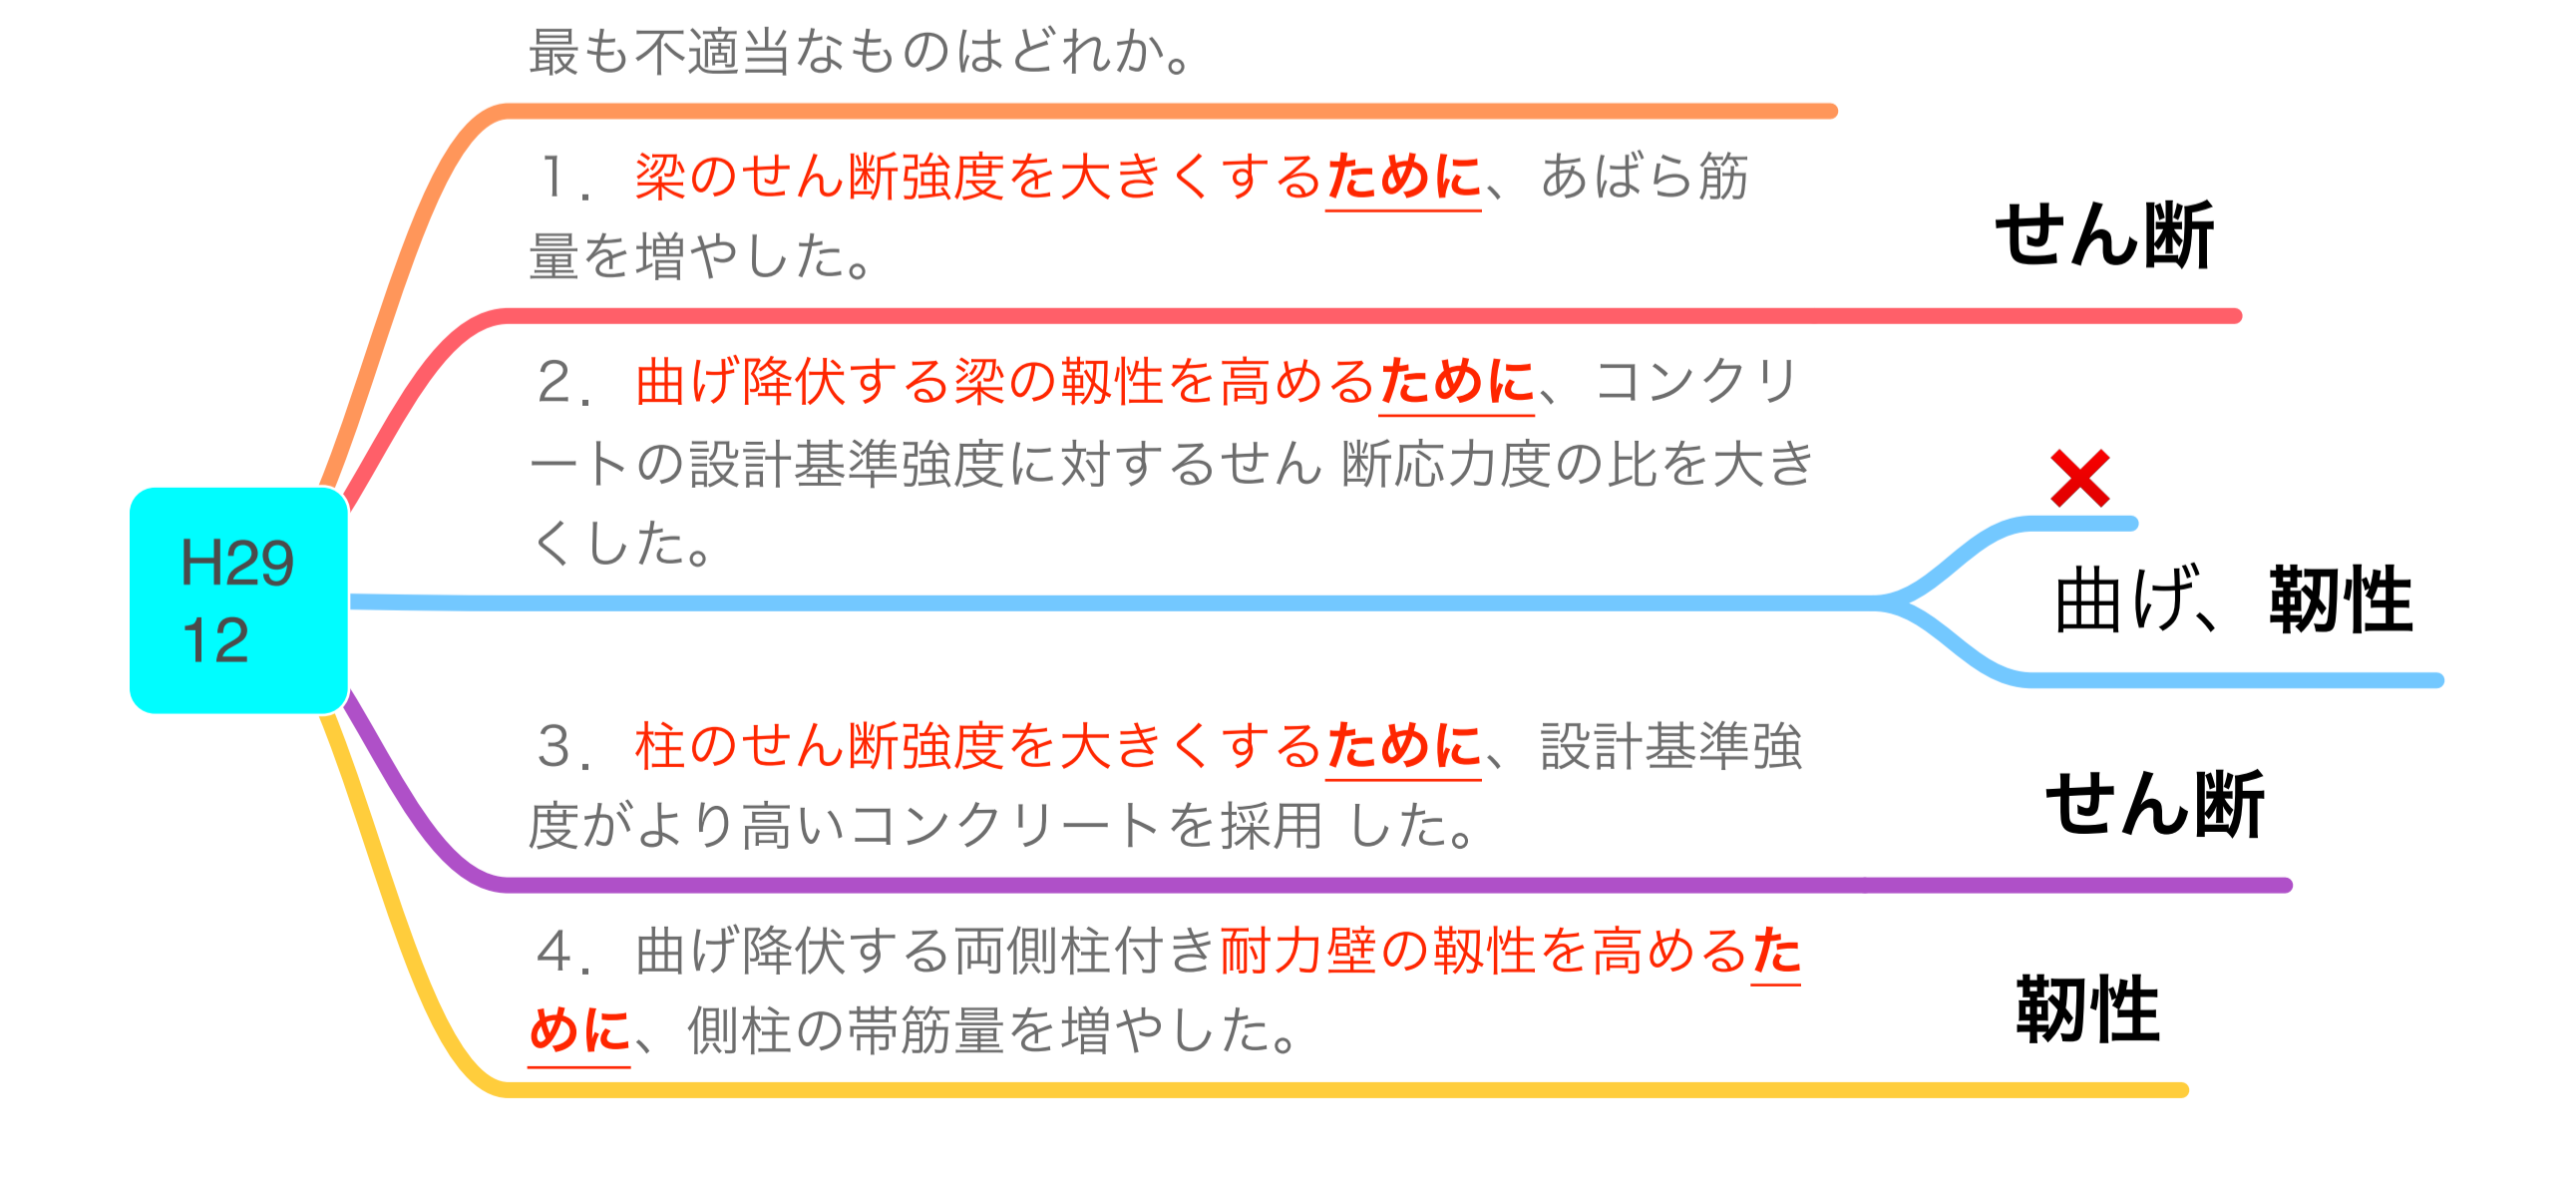 最も不適当なものはどれか。
１．梁のせん断強度を大きくするために、あばら筋
量を増やした。
せん断
２．曲げ降伏する梁の靭性を高めるために、コンクリ
ートの設計基準強度に対するせん 断応力度の比を大き
くした。
×
曲げ、靭性
H29
12
３．柱のせん断強度を大きくするために、設計基準強
度がより高いコンクリートを採用 した。
せん断
４．曲げ降伏する両側柱付き耐力壁の靭性を高めるた
めに、側柱の帯筋量を増やした。
靭性